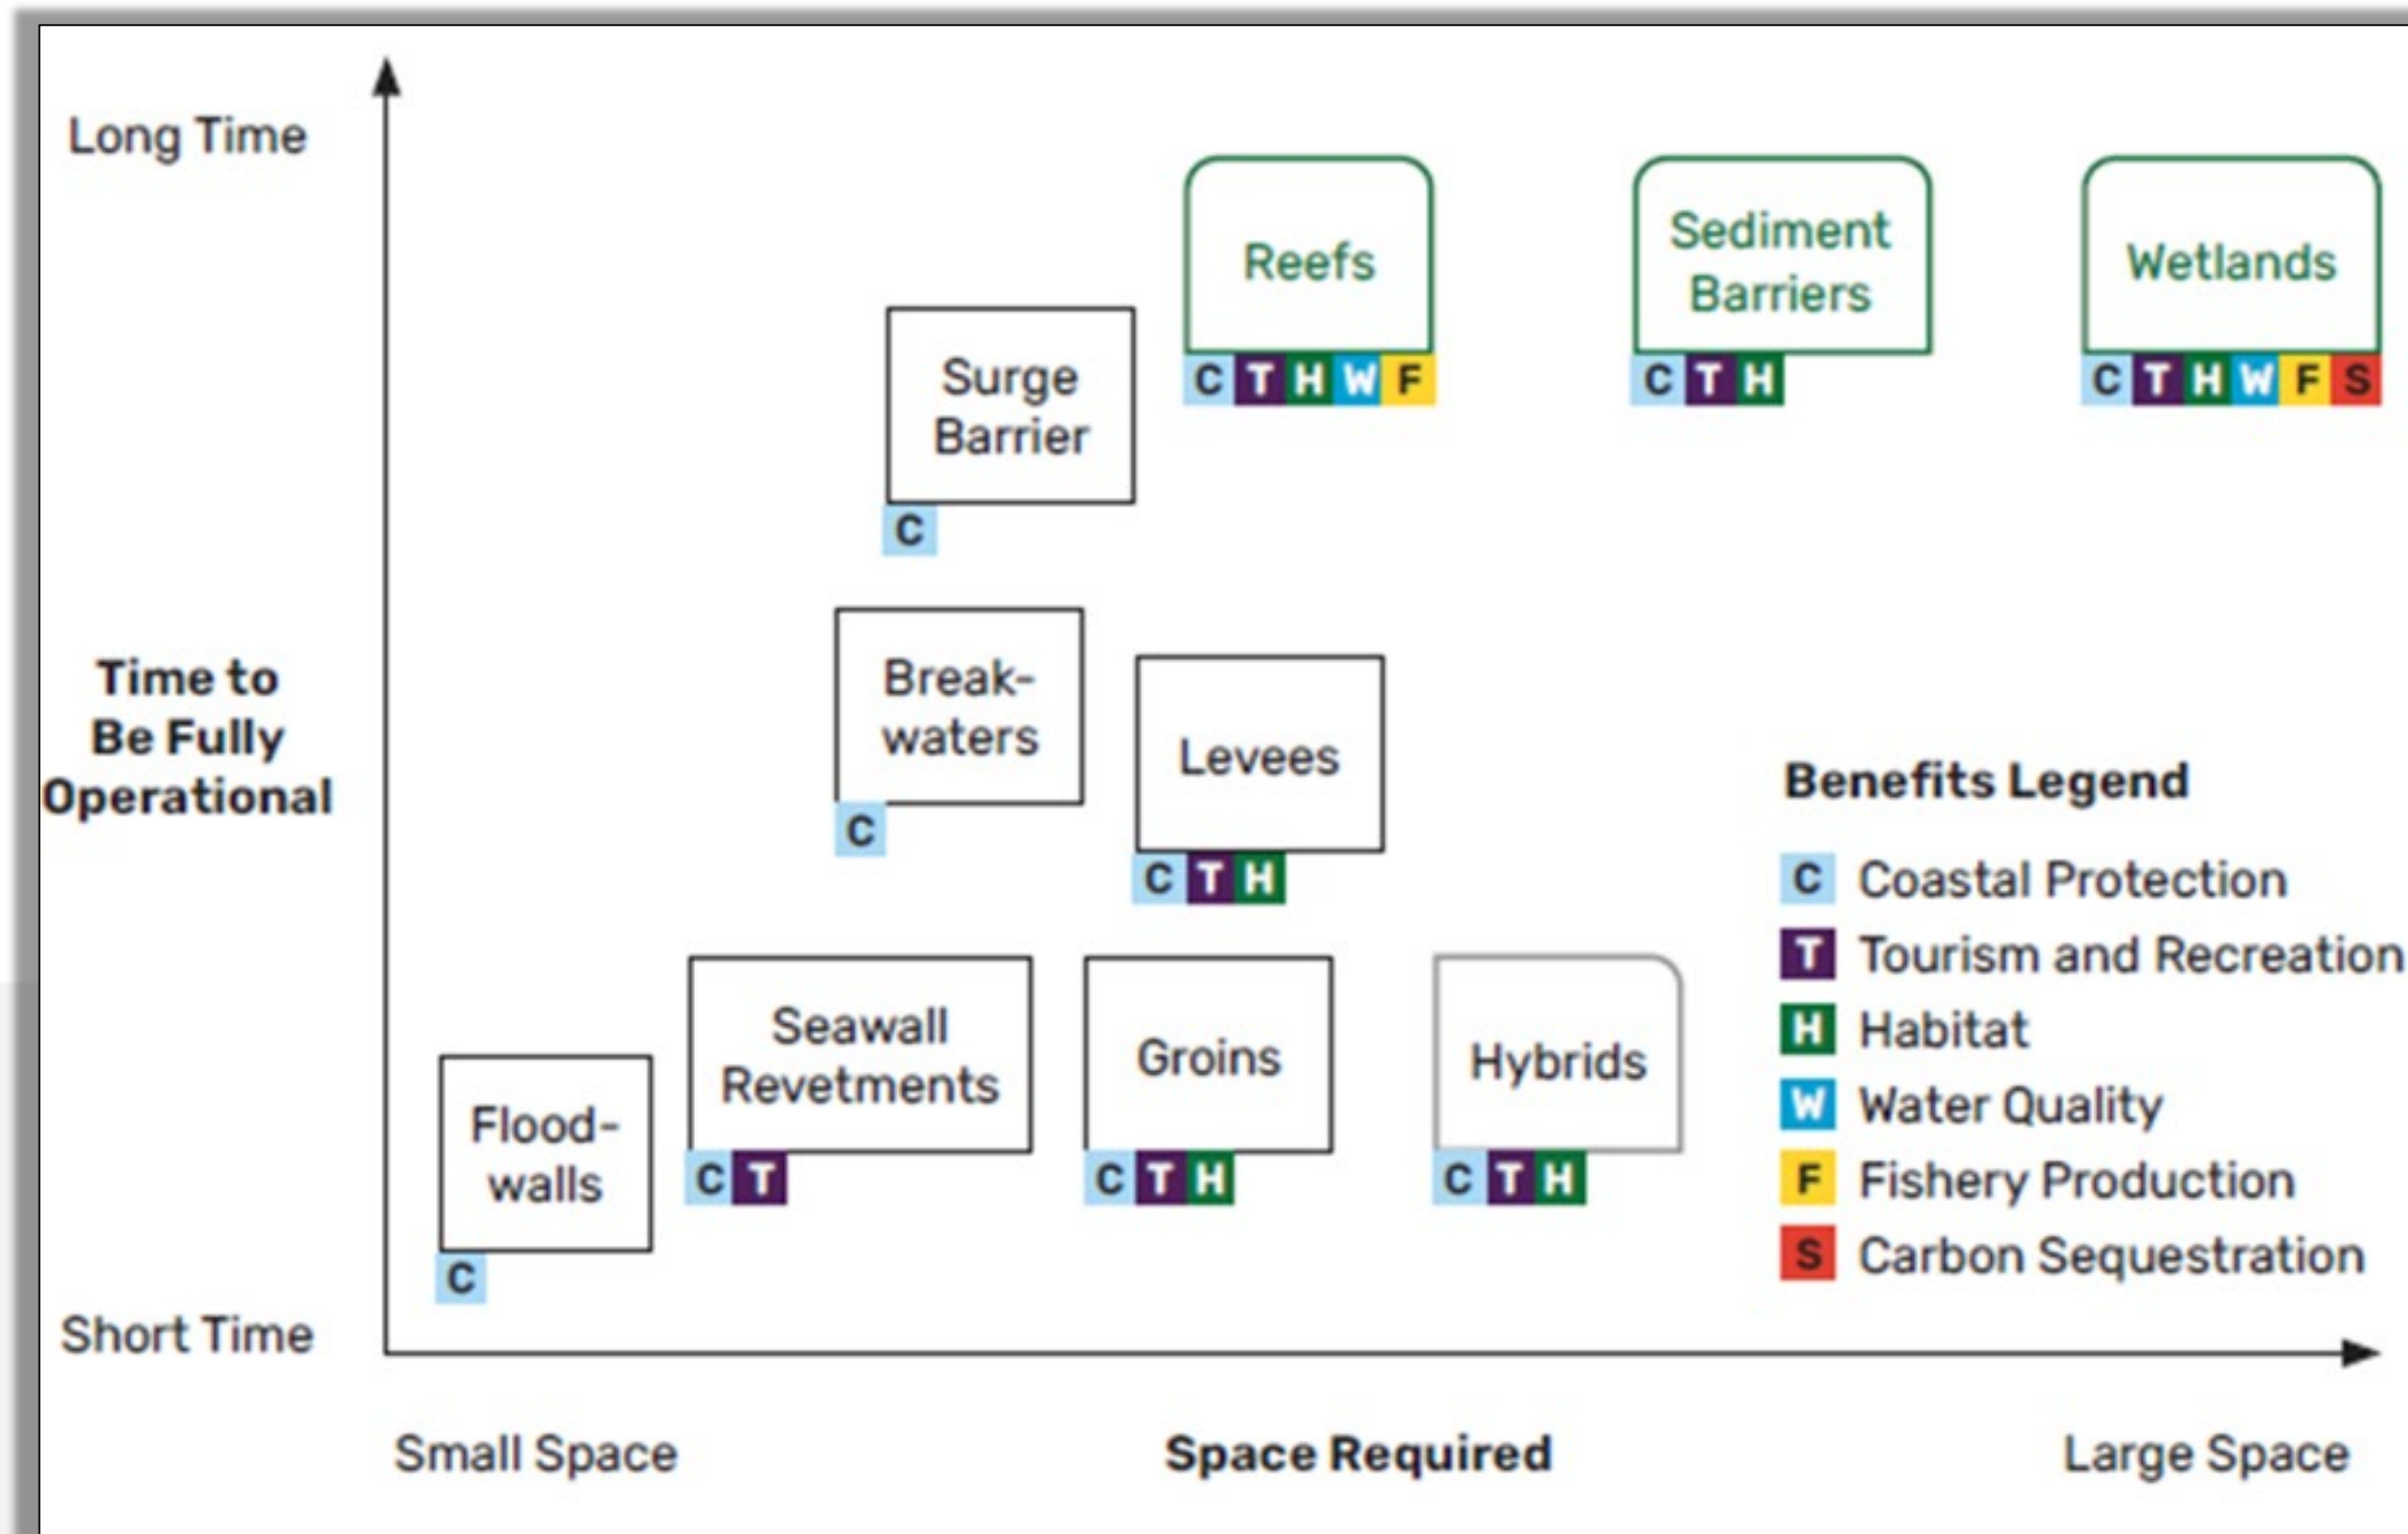 Long Time
Reefs
Sediment
Barriers
Wetlands
C T H W F
C T H
C T H W F S
Surge
Barrier
C
Time to
Be Fully
Operational
Break-
waters
C
Levees
C T H
Seawall
Revetments
C T
Groins
C T H
Hybrids
C T H
Flood-
walls
C
Benefits Legend
C Coastal Protection
T Tourism and Recreation
H Habitat
W Water Quality
F Fishery Production
S Carbon Sequestration
Short Time
Small Space
Space Required
Large Space